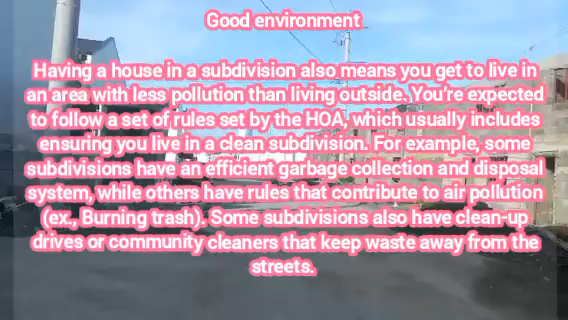 Good environment
Having a house in a subdivision also means you get to live in
an area with less pollution than living outside. You're expected
to follow a set of rules set by the HOA, which usually includes
ensuring you live in a clean subdivision. For example, some
subdivisions have an efficient garbage collection and disposal
system, while others have rules that contribute to air pollution
(ex., Burning trash). Some subdivisions also have clean-up
drives or community cleaners that keep waste away from the
streets.